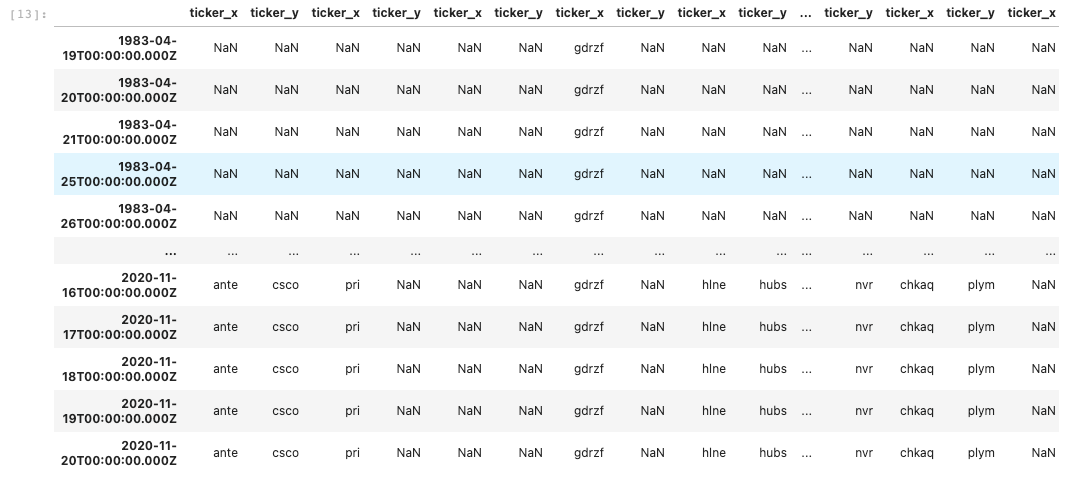 [13]:
ticker_x ticker_y ticker_x ticker_y ticker_x ticker_y ticker_x ticker_y ticker_x ticker_y ... ticker_y ticker_x ticker_y ticker_x
1983-04-
19T00:00:00.000Z NaN NaN NaN NaN NaN NaN gdrzf NaN NaN NaN ... NaN NaN NaN NaN
1983-04-
20T00:00:00.000Z NaN NaN NaN NaN NaN NaN gdrzf NaN NaN NaN ... NaN NaN NaN NaN
1983-04-
21T00:00:00.000Z NaN NaN NaN NaN NaN NaN gdrzf NaN NaN NaN ... NaN NaN NaN NaN
1983-04-
25T00:00:00.000Z NaN NaN NaN NaN NaN NaN gdrzf NaN NaN NaN ... NaN NaN NaN NaN
1983-04-
26T00:00:00.000Z NaN NaN NaN NaN NaN NaN gdrzf NaN NaN NaN ... NaN NaN NaN NaN
... ... ... ... ... ... ... ... ... ... ... ... ... ... ... ...
2020-11-
16T00:00:00.000Z ante csco pri NaN NaN NaN gdrzf NaN hlne hubs ... nvr chkaq plym NaN
2020-11-
17T00:00:00.000Z ante csco pri NaN NaN NaN gdrzf NaN hlne hubs ... nvr chkaq plym NaN
2020-11-
18T00:00:00.000Z ante csco pri NaN NaN NaN gdrzf NaN hlne hubs ... nvr chkaq plym NaN
2020-11-
19T00:00:00.000Z ante csco pri NaN NaN NaN gdrzf NaN hlne hubs ... nvr chkaq plym NaN
2020-11-
20T00:00:00.000Z ante csco pri NaN NaN NaN gdrzf NaN hlne hubs ... nvr chkaq plym NaN